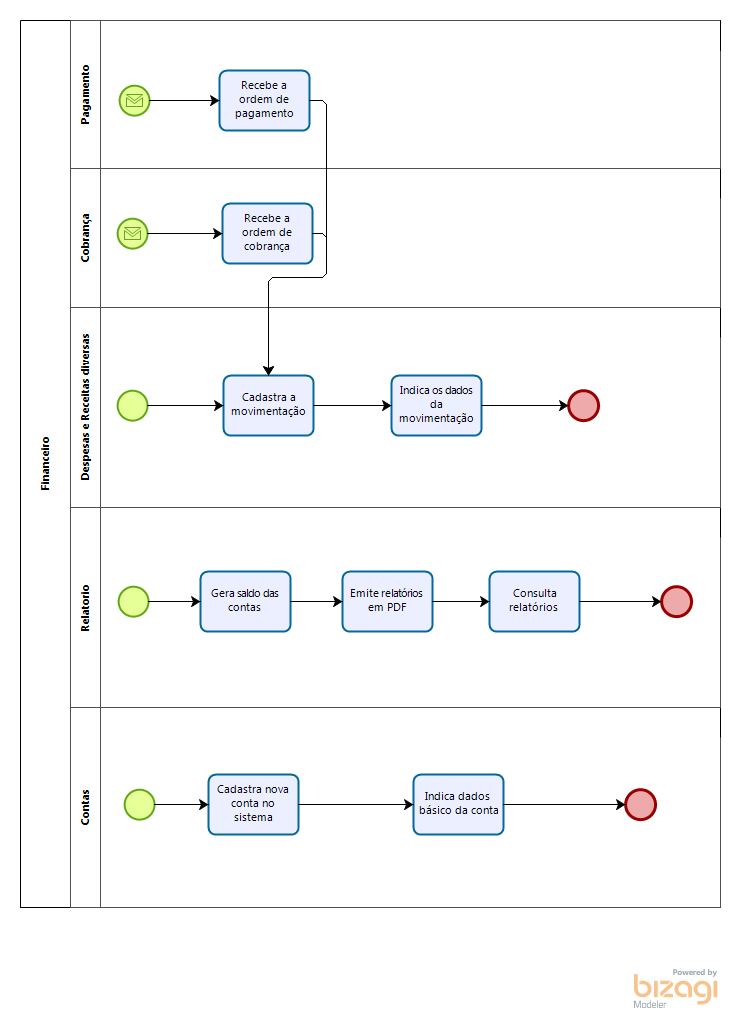 Financeiro
Pagamento
Recebe a
ordem de
pagamento
Cobrança
Recebe a
ordem de
cobrança
Despesas e Receitas diversas
Cadastra a
movimentação
Indica os dados
da
movimentação
Relatorio
Gera saldo das
contas
Emite relatórios
em PDF
Consulta
relatórios
Contas
Cadastra nova
conta no
sistema
Indica dados
básico da conta
Powered by
bizagi
Modeler